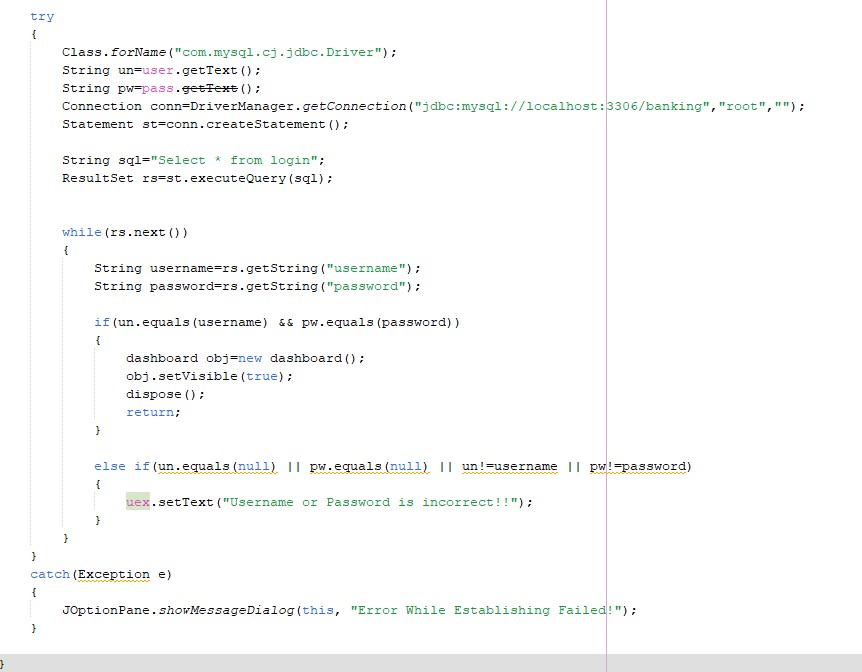 try
{
Class.forName("com.mysql.cj.jdbc.Driver");
String un=user.getText();
String pw=pass.getText();
Connection conn=DriverManager.getConnection("jdbc:mysql://localhost:3306/banking","root","");
Statement st=conn.createStatement();
String sql="Select * from login";
ResultSet rs=st.executeQuery(sql);
while(rs.next())
{
String username=rs.getString("username");
String password=rs.getString("password");
if(un.equals(username) && pw.equals(password))
{
dashboard obj=new dashboard();
obj.setVisible(true);
dispose();
return;
}
else if(un.equals(null) || pw.equals(null) || un!=username || pw!=password)
{
uex.setText("Username or Password is incorrect!!");
}
}
}
catch(Exception e)
{
JOptionPane.showMessageDialog(this, "Error While Establishing Failed!");
}
}